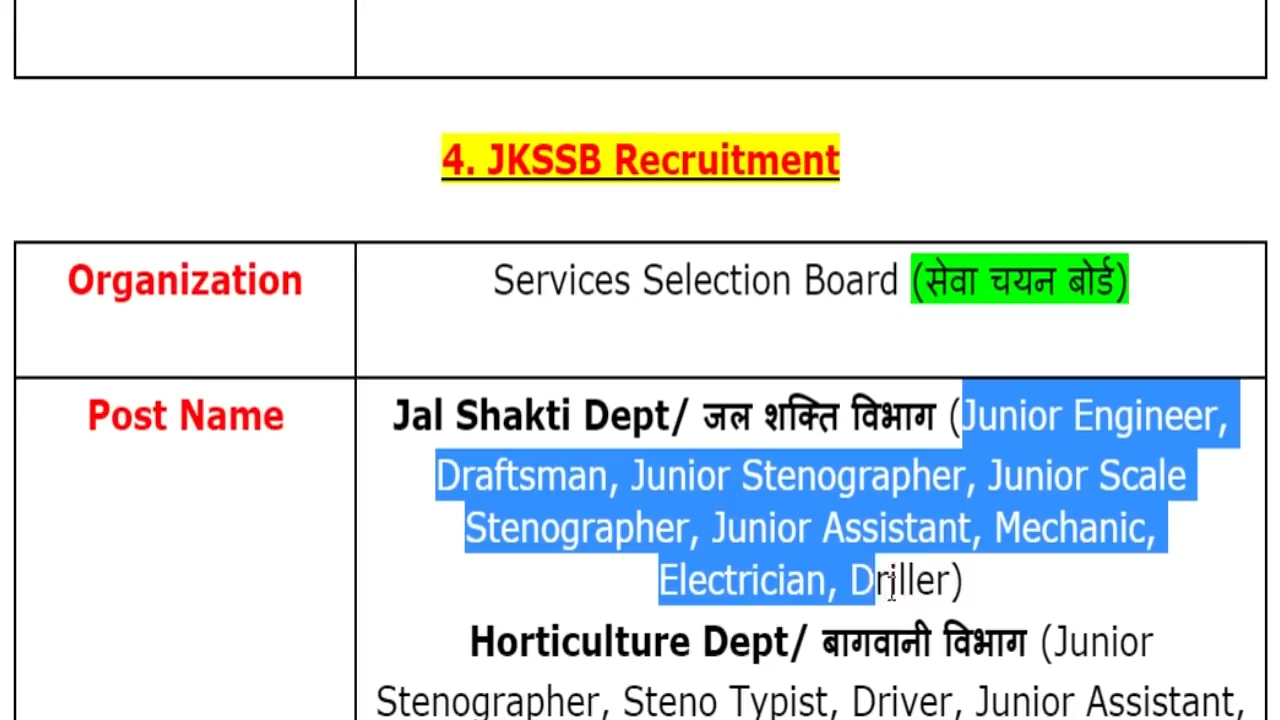 4. JKSSB Recruitment
Organization
Services Selection Board (सेवा चयन बोर्ड)
Post Name
Jal Shakti Dept/ जल शक्ति विभाग (Junior Engineer,
Draftsman, Junior Stenographer, Junior Scale
Stenographer, Junior Assistant, Mechanic,
Electrician, Driller)
Horticulture Dept/ बागवानी विभाग (Junior
Stenographer, Steno Typist, Driver, Junior Assistant,